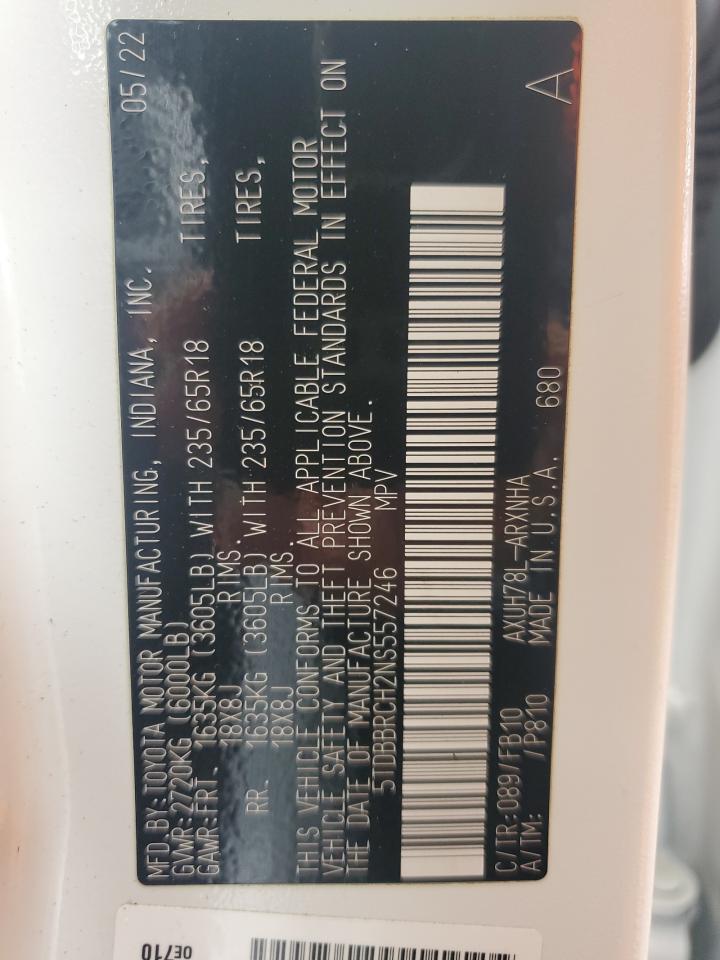 MFD BY:TOYOTA MOTOR MANUFACTURING, INDIANA, INC. 05/22
GVWR:2720KG (6000LB)
GAWR:FRT. 1635KG (3605LB) WITH 235/65R18 TIRES,
18X8J RIMS.
RR. 1635KG (3605LB) WITH 235/65R18 TIRES,
18X8J RIMS.
THIS VEHICLE CONFORMS TO ALL APPLICABLE FEDERAL MOTOR
VEHICLE SAFETY AND THEFT PREVENTION STANDARDS IN EFFECT ON
THE DATE OF MANUFACTURE SHOWN ABOVE.
5TDBBRCH2NS557246 MPV
C/TR:089/FB10 AXUH78L-ARXNHA A
A/TM: /P810 MADE IN U.S.A. 680
0E710